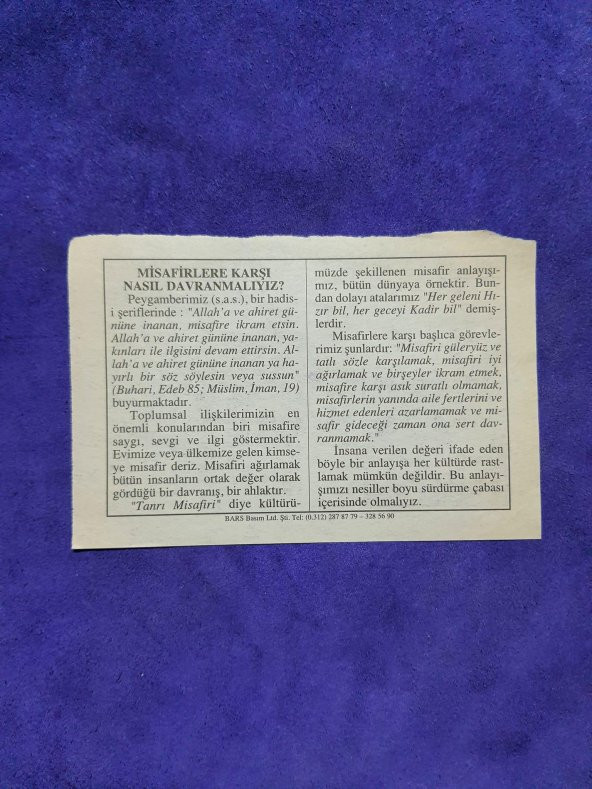 MİSAFİRLERE KARŞI
NASIL DAVRANMALIYIZ?
Peygamberimiz (s.a.s.), bir hadis-
i şeriflerinde : "Allah'a ve ahiret gü-
nüne inanan, misafire ikram etsin.
Allah'a ve ahiret gününe inanan, ya-
kınları ile ilgisini devam ettirsin. Al-
lah'a ve ahiret gününe inanan ya ha-
yırlı bir söz söylesin veya sussun"
(Buhari, Edeb 85; Müslim, İman, 19)
buyurmaktadır.
Toplumsal ilişkilerimizin en
önemli konularından biri misafire
saygı, sevgi ve ilgi göstermektir.
Evimize veya ülkemize gelen kimse-
ye misafir deriz. Misafiri ağırlamak
bütün insanların ortak değer olarak
gördüğü bir davranış, bir ahlaktır.
"Tanrı Misafiri" diye kültürü-
müzde şekillenen misafir anlayışı-
mız, bütün dünyaya örnektir. Bun-
dan dolayı atalarımız "Her geleni Hı-
zır bil, her geceyi Kadir bil" demiş-
lerdir.
Misafirlere karşı başlıca görevle-
rimiz şunlardır: "Misafiri güleryüz ve
tatlı sözle karşılamak, misafiri iyi
ağırlamak ve birşeyler ikram etmek,
misafire karşı asık suratlı olmamak,
misafirlerin yanında aile fertlerini ve
hizmet edenleri azarlamamak ve mi-
safir gideceği zaman ona sert dav-
ranmamak."
İnsana verilen değeri ifade eden
böyle bir anlayışa her kültürde rast-
lamak mümkün değildir. Bu anlayı-
şımızı nesiller boyu sürdürme çabası
içerisinde olmalıyız.
BARS Basım Ltd. Şti. Tel: (0.312) 287 87 79 – 328 56 90